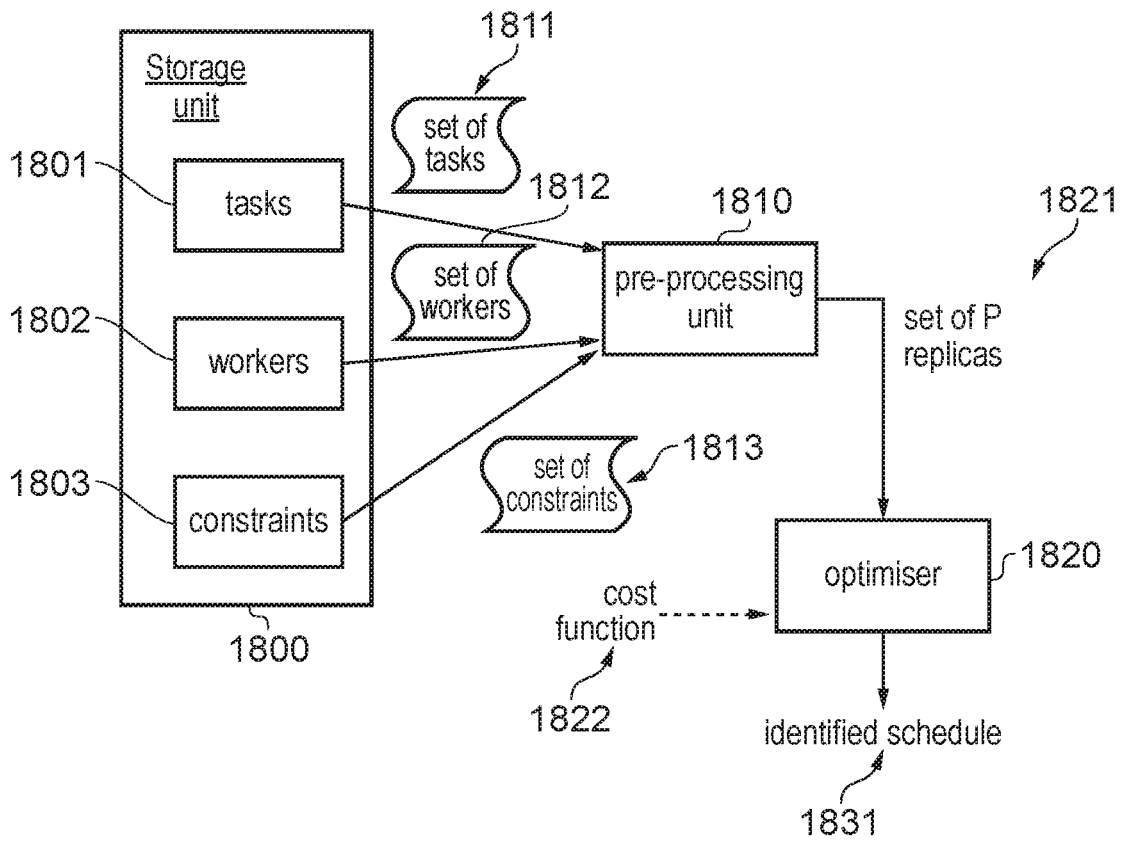 1811
Storage
unit
set of
tasks
1801
tasks
1812
1810
1821
set of
workers
pre-processing
unit
set of P
replicas
1802
workers
1813
set of
constraints
1803
constraints
optimiser
1820
cost
function
1800
1822
identified schedule
1831